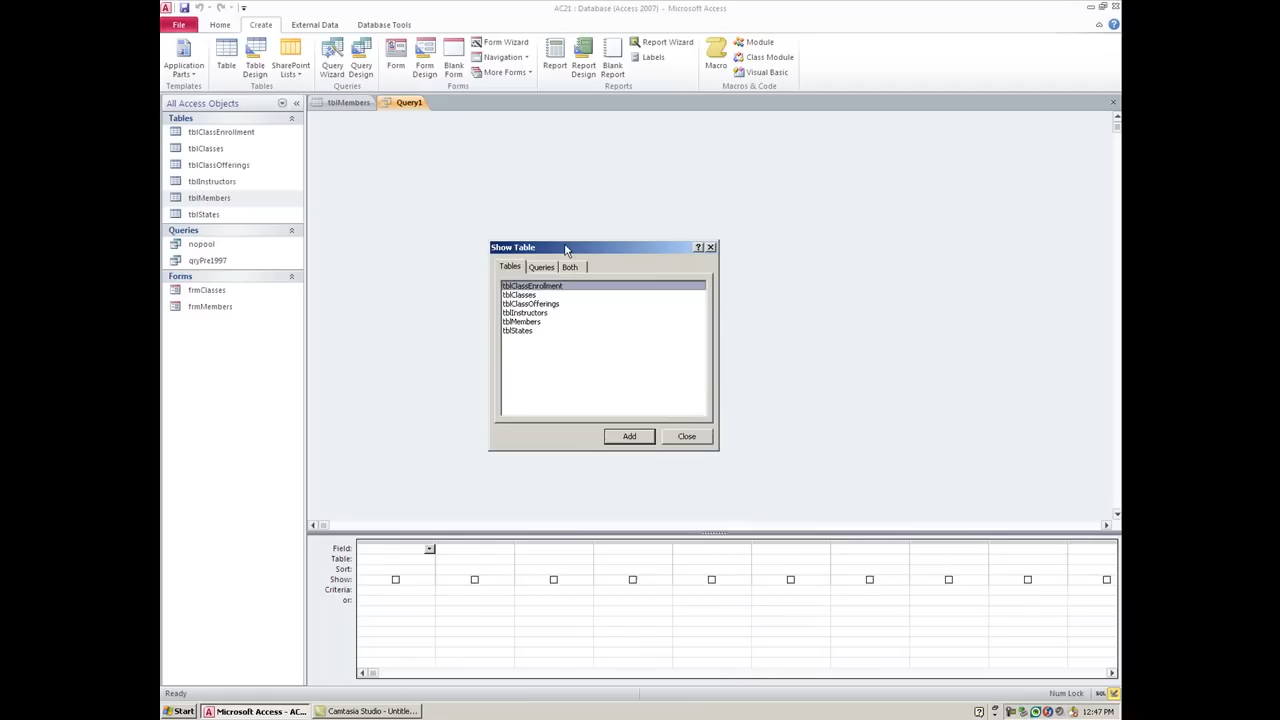 AC21 : Database (Access 2007) - Microsoft Access
File Home Create External Data Database Tools
Application Parts
Table
Table Design
SharePoint Lists
Query Wizard
Query Design
Form
Form Design
Blank Form
Form Wizard
Navigation
More Forms
Report
Report Design
Blank Report
Report Wizard
Labels
Macro
Module
Class Module
Visual Basic
Templates Tables Queries Forms Reports Macros & Code
All Access Objects
tblMembers Query1
Tables
tblClassEnrollment
tblClasses
tblClassOfferings
tblInstructors
tblMembers
tblStates
Queries
nopool
qryPre1997
Forms
frmClasses
frmMembers
Show Table
Tables Queries Both
tblClassEnrollment
tblClasses
tblClassOfferings
tblInstructors
tblMembers
tblStates
Add Close
Field:
Table:
Sort:
Show:
Criteria:
or:
Ready Num Lock SQL
Start Microsoft Access - AC... Camtasia Studio - Untitle... 12:47 PM